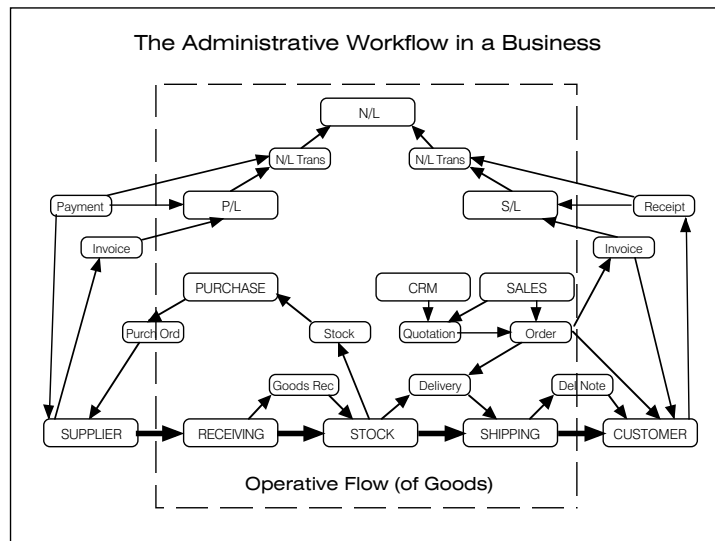 The Administrative Workflow in a Business
N/L
N/L Trans
N/L Trans
Payment
P/L
S/L
Receipt
Invoice
Invoice
PURCHASE
CRM
SALES
Purch Ord
Stock
Quotation
Order
Goods Rec
Delivery
Del Note
SUPPLIER
RECEIVING
STOCK
SHIPPING
CUSTOMER
Operative Flow (of Goods)